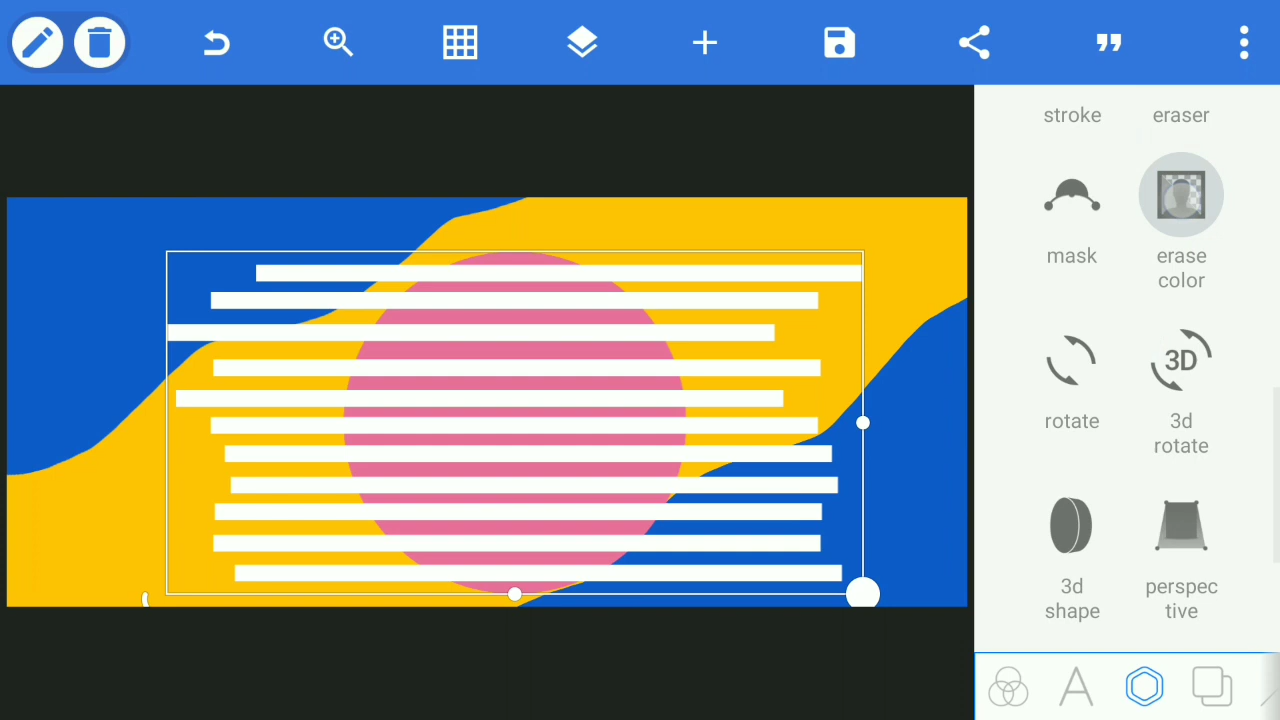 stroke eraser
mask erase
color
rotate 3D
3d
rotate
3d perspec
shape tive